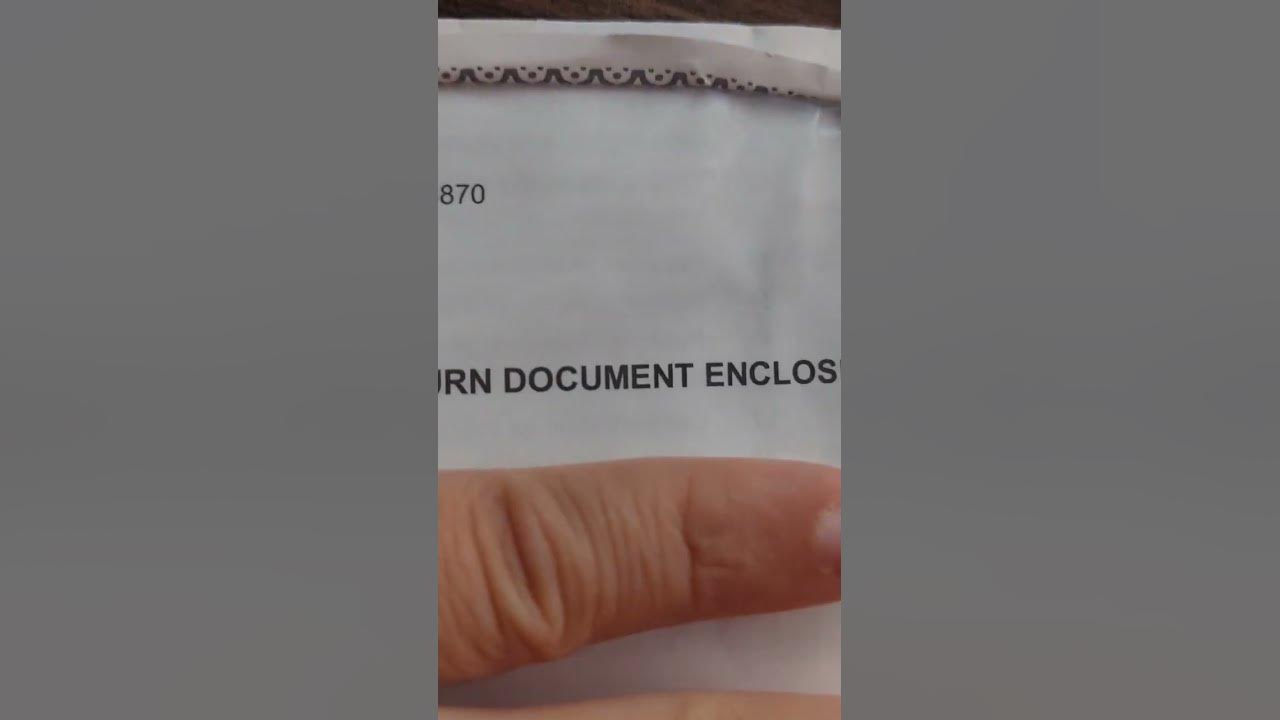 870
URN DOCUMENT ENCLOS